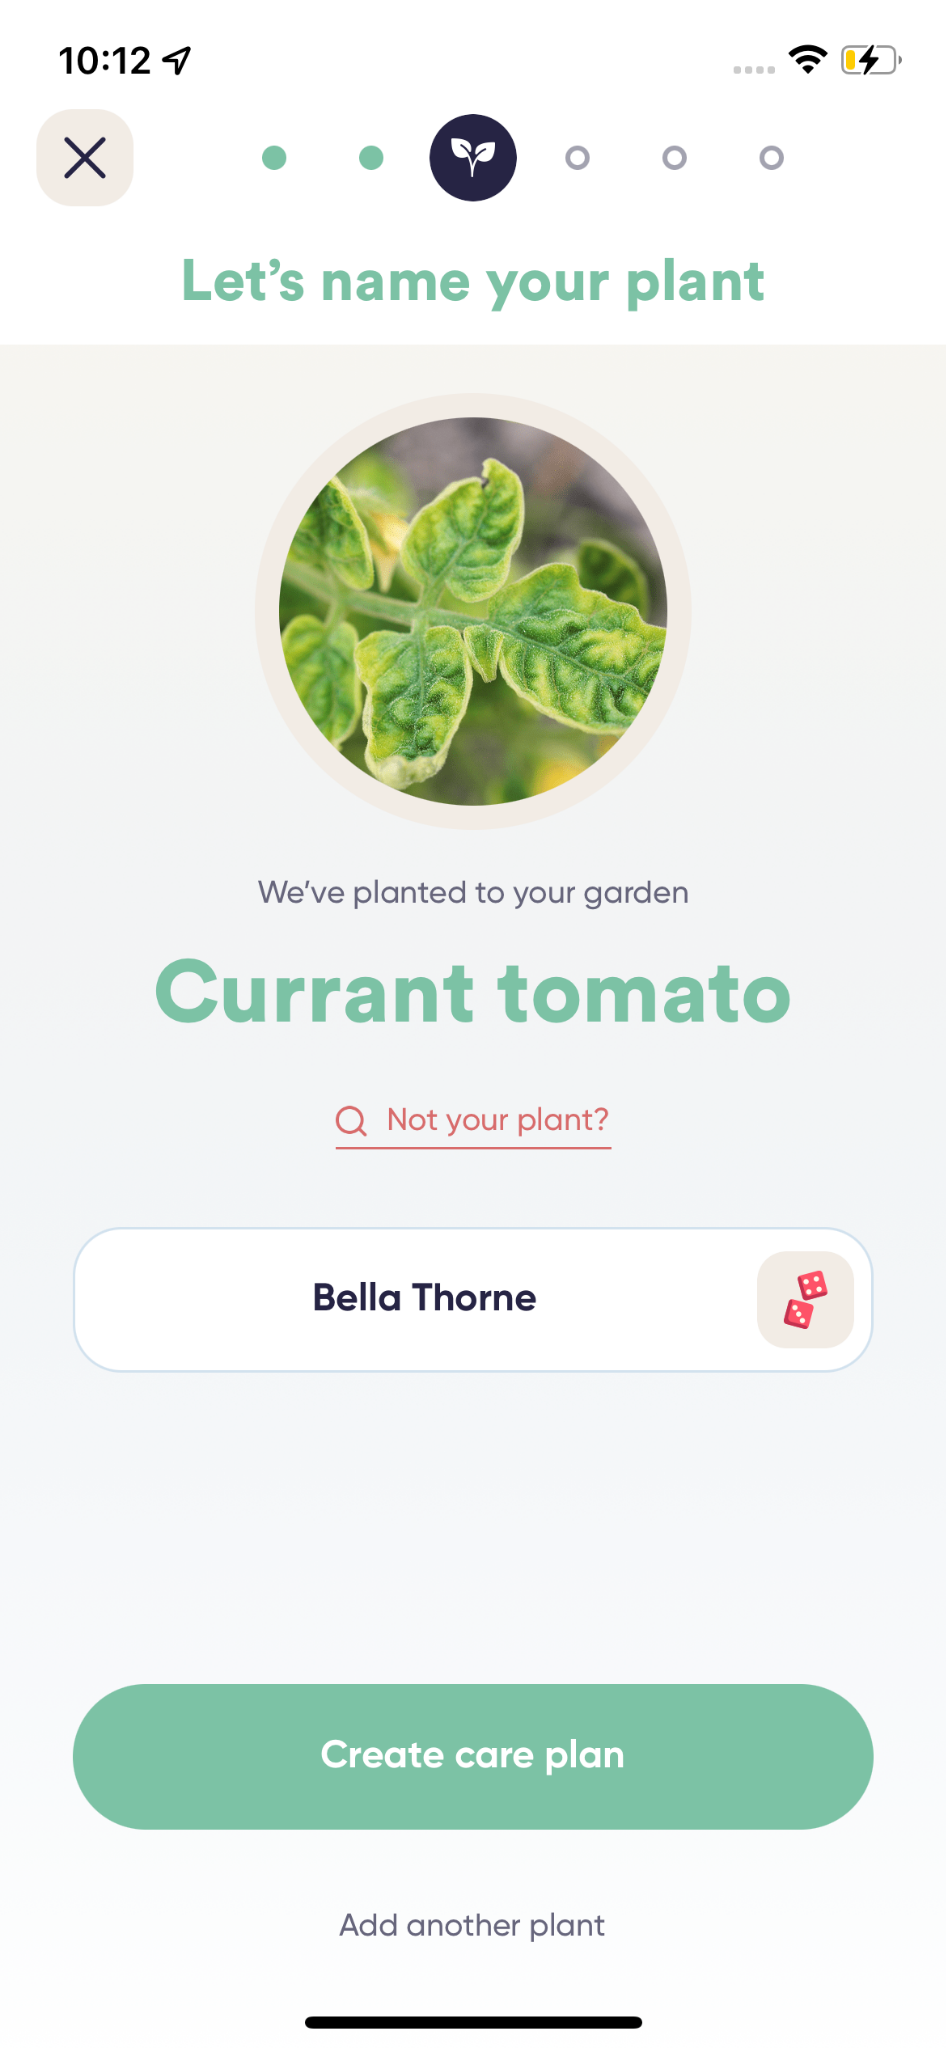 10:12
Let’s name your plant
We’ve planted to your garden
Currant tomato
Not your plant?
Bella Thorne
Create care plan
Add another plant